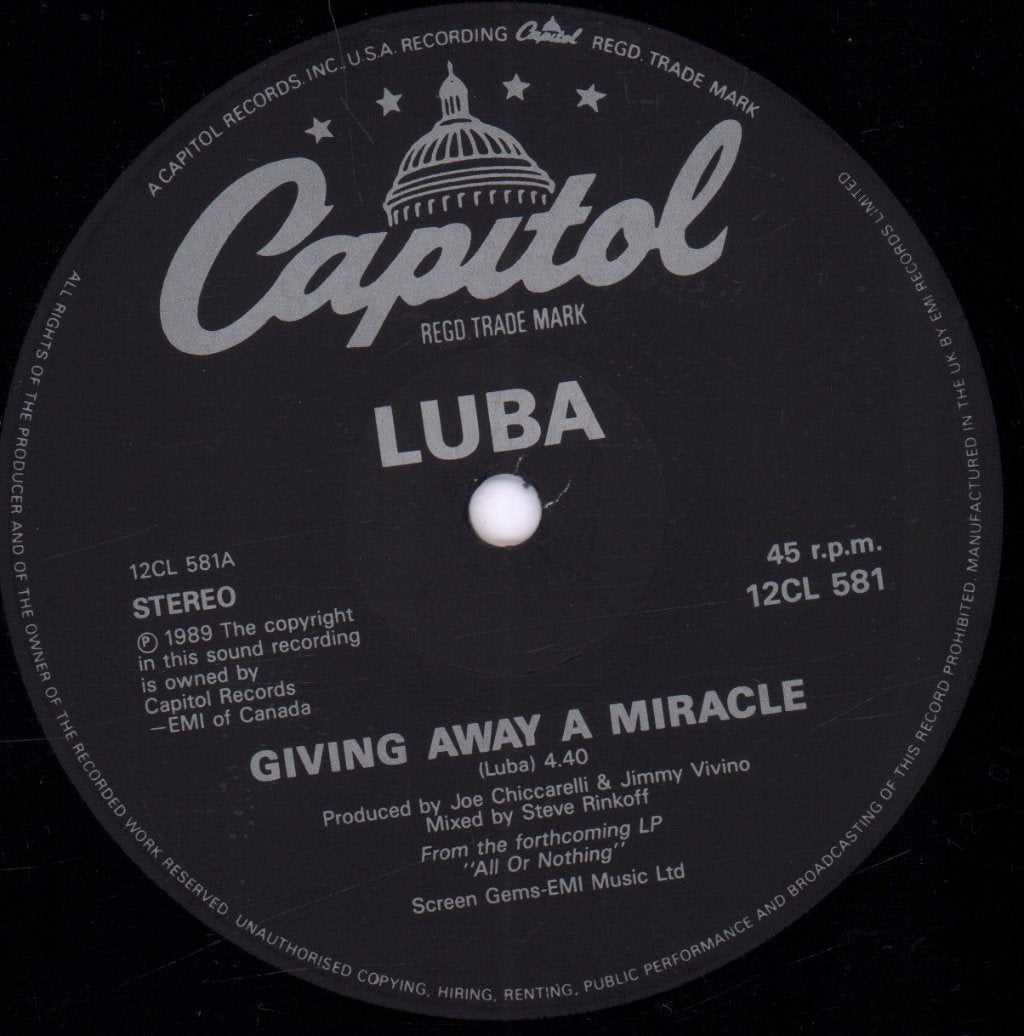 A CAPITOL RECORDS, INC., U.S.A. RECORDING Capitol REGD. TRADE MARK
Capitol
REGD. TRADE MARK
LUBA
12CL 581A
STEREO
℗ 1989 The copyright
in this sound recording
is owned by
Capitol Records
—EMI of Canada
45 r.p.m.
12CL 581
GIVING AWAY A MIRACLE
(Luba) 4.40
Produced by Joe Chiccarelli & Jimmy Vivino
Mixed by Steve Rinkoff
From the forthcoming LP
"All Or Nothing"
Screen Gems-EMI Music Ltd
ALL RIGHTS OF THE PRODUCER AND OF THE OWNER OF THE RECORDED WORK RESERVED. UNAUTHORISED COPYING, HIRING, RENTING, PUBLIC PERFORMANCE AND BROADCASTING OF THIS RECORD PROHIBITED. MANUFACTURED IN THE UK BY EMI RECORDS LIMITED